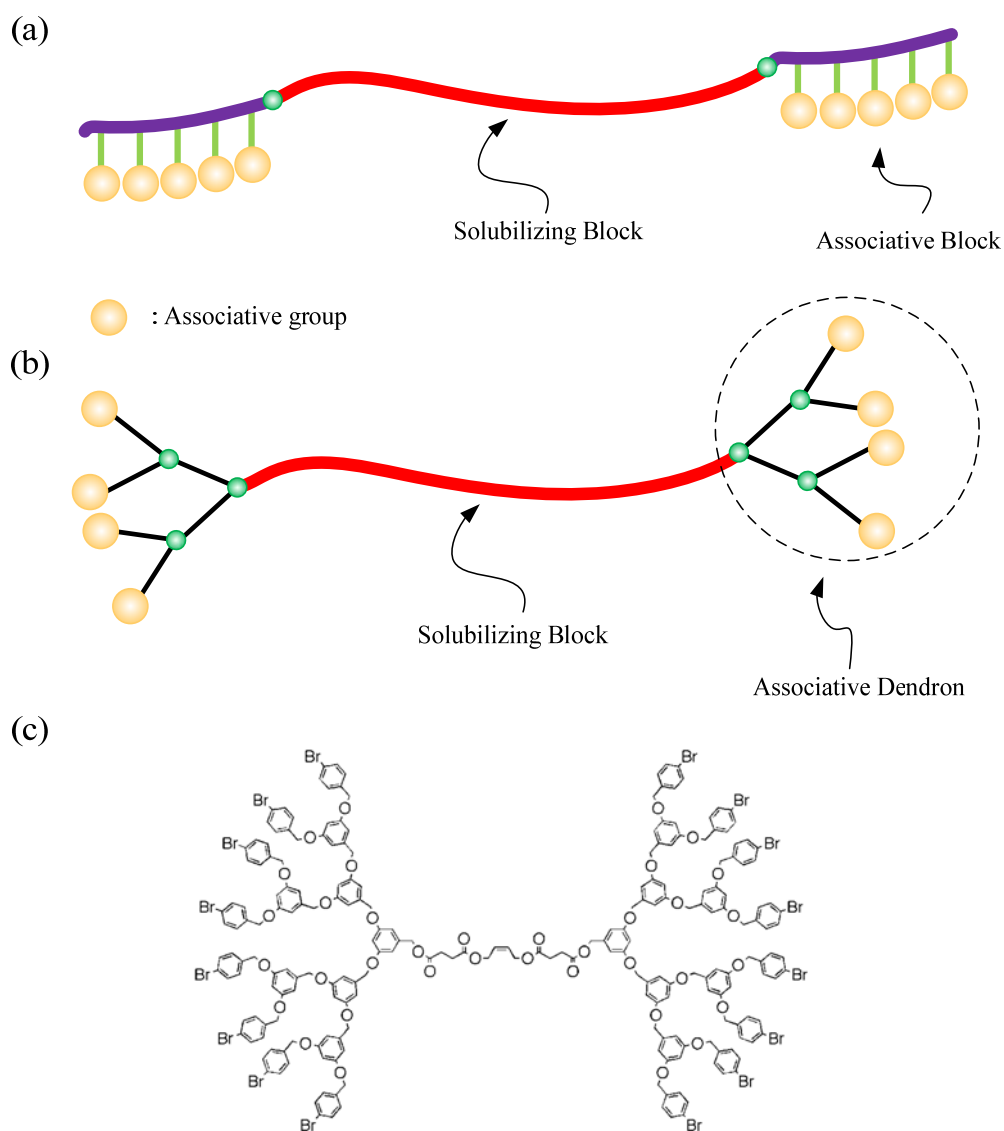 (a)
Solubilizing Block
Associative Block
: Associative group
(b)
Solubilizing Block
Associative Dendron
(c)
Br
Br
O
Br
O
Br
O
Br
Br
O
O
O
O
Br
O
O
O
O
Br
O
O
O
O
O
O
O
O
O
O
O
O
Br
O
O
O
O
Br
O
O
O
O
Br
O
O
Br
Br
O
O
Br
O
O
Br
Br